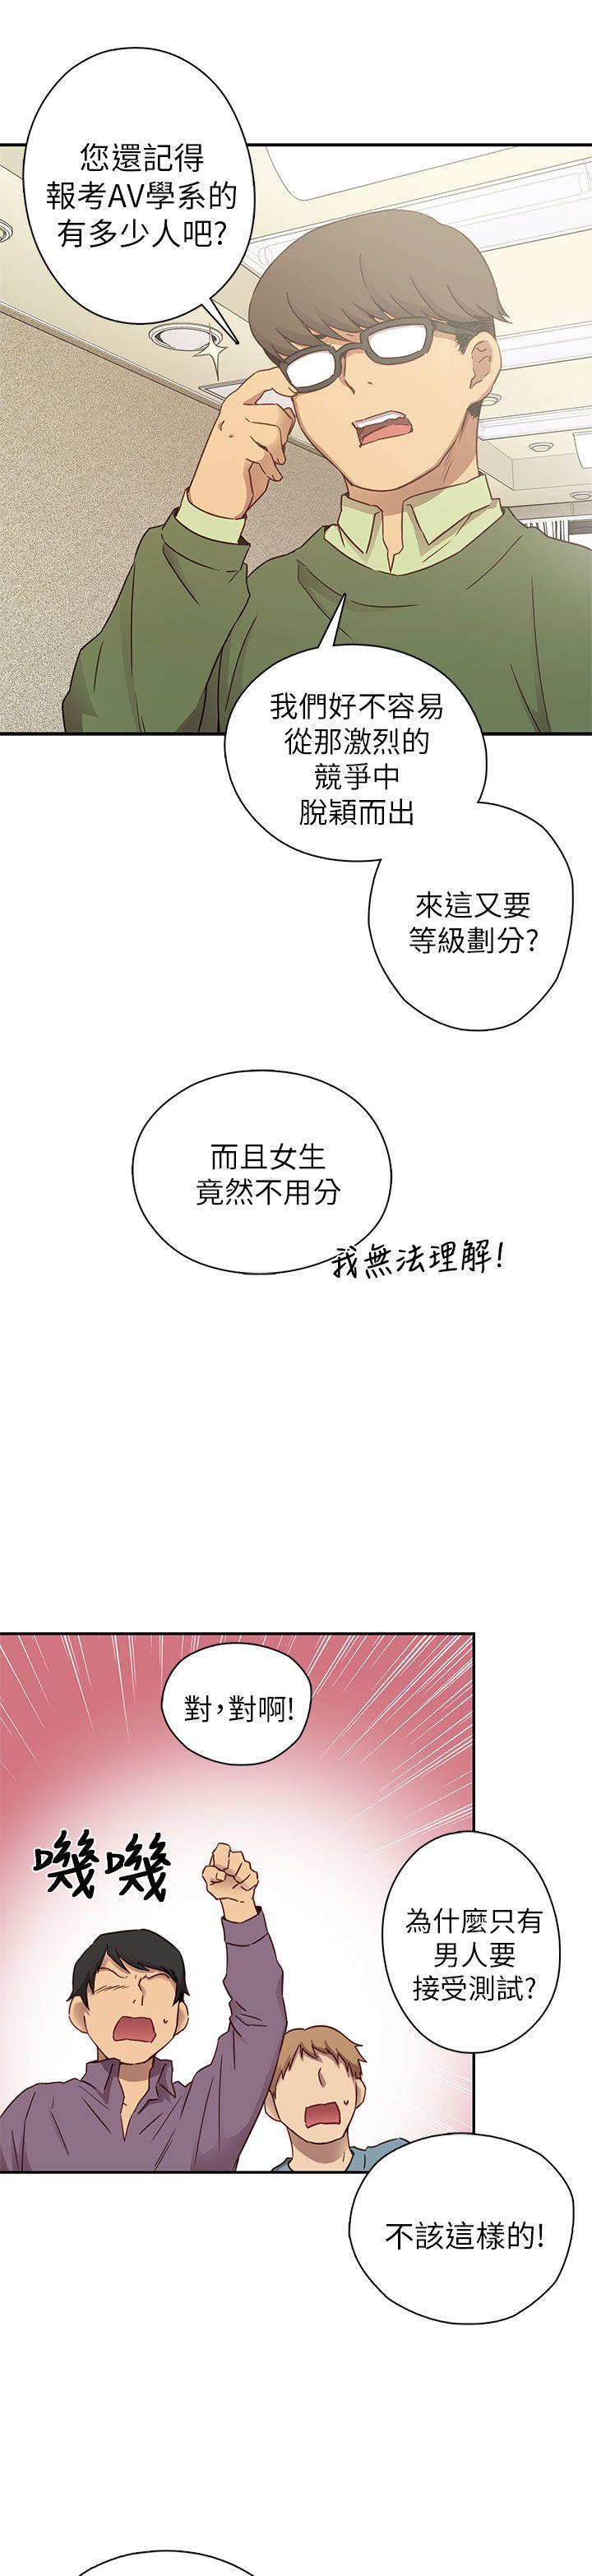 您還記得
報考AV學系的
有多少人吧?
我們好不容易
從那激烈的
競爭中
脫穎而出
來這又要
等級劃分?
而且女生
竟然不用分
我無法理解!
對,對啊!
嘰嘰
為什麼只有
男人要
接受測試?
不該這樣的!